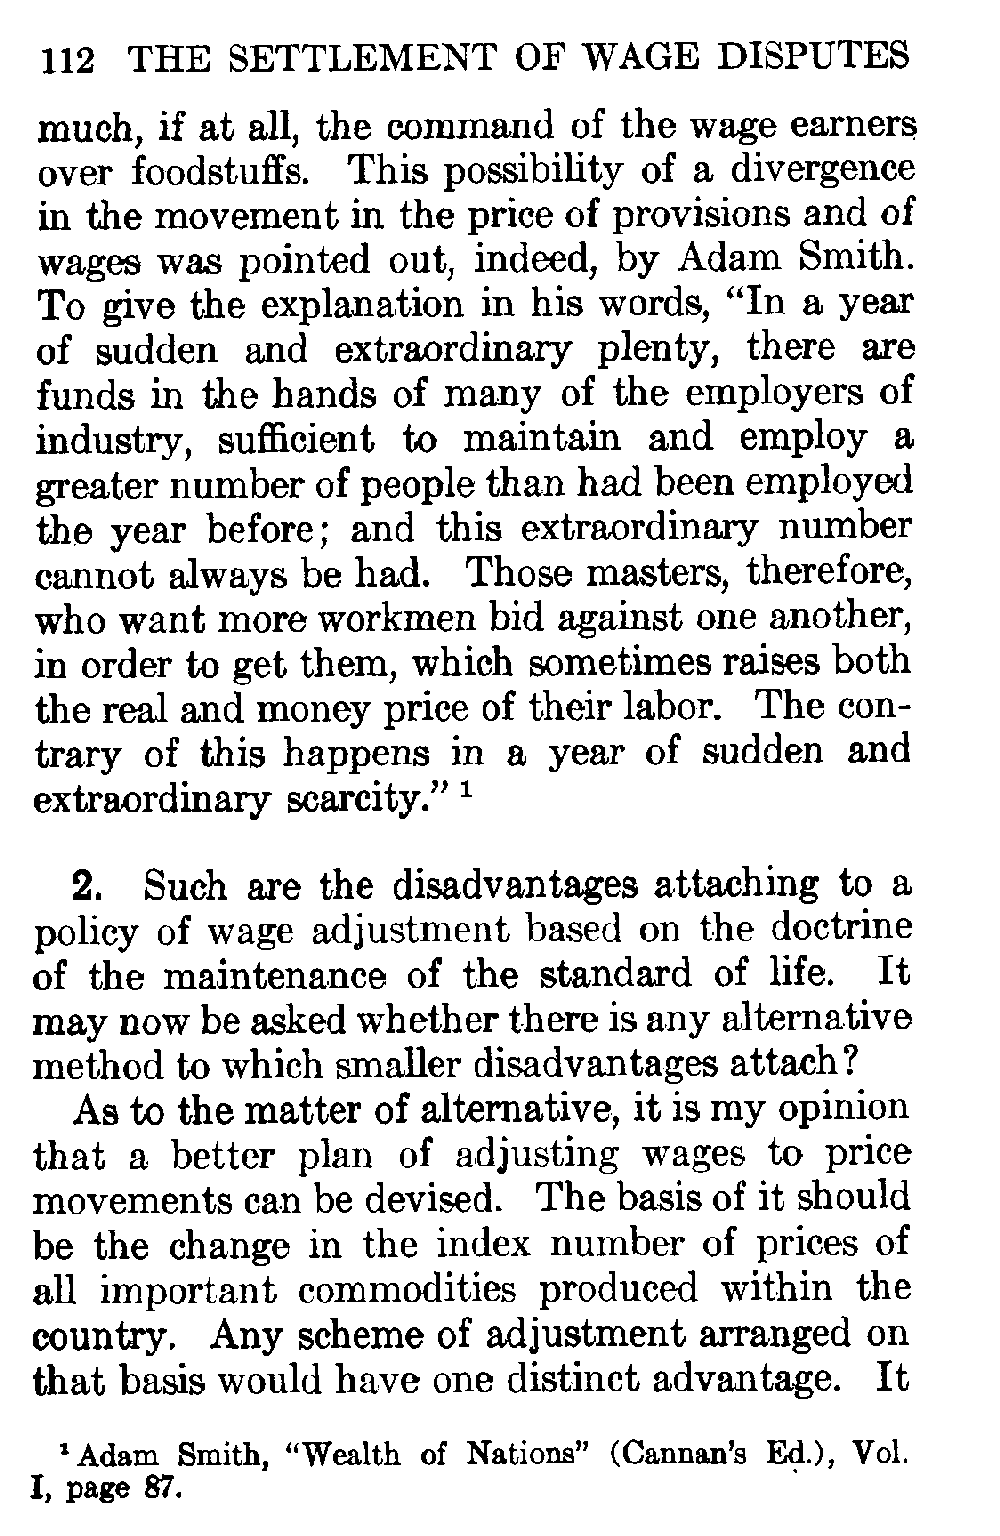 112 THE SETTLEMENT OF WAGE DISPUTES
much, if at all, the command of the wage earners
over foodstuffs. This possibility of a divergence
in the movement in the price of provisions and of
wages was pointed out, indeed, by Adam Smith.
To give the explanation in his words, “In a year
of sudden and extraordinary plenty, there are
funds in the hands of many of the employers of
industry, sufficient to maintain and employ a
greater number of people than had been employed
the year before; and this extraordinary number
cannot always be had. Those masters, therefore,
who want more workmen bid against one another,
in order to get them, which sometimes raises both
the real and money price of their labor. The con-
trary of this happens in a year of sudden and
extraordinary scarcity.” ¹
2. Such are the disadvantages attaching to a
policy of wage adjustment based on the doctrine
of the maintenance of the standard of life. It
may now be asked whether there is any alternative
method to which smaller disadvantages attach?
As to the matter of alternative, it is my opinion
that a better plan of adjusting wages to price
movements can be devised. The basis of it should
be the change in the index number of prices of
all important commodities produced within the
country. Any scheme of adjustment arranged on
that basis would have one distinct advantage. It
¹ Adam Smith, “Wealth of Nations” (Cannan’s Ed.), Vol.
I, page 87.